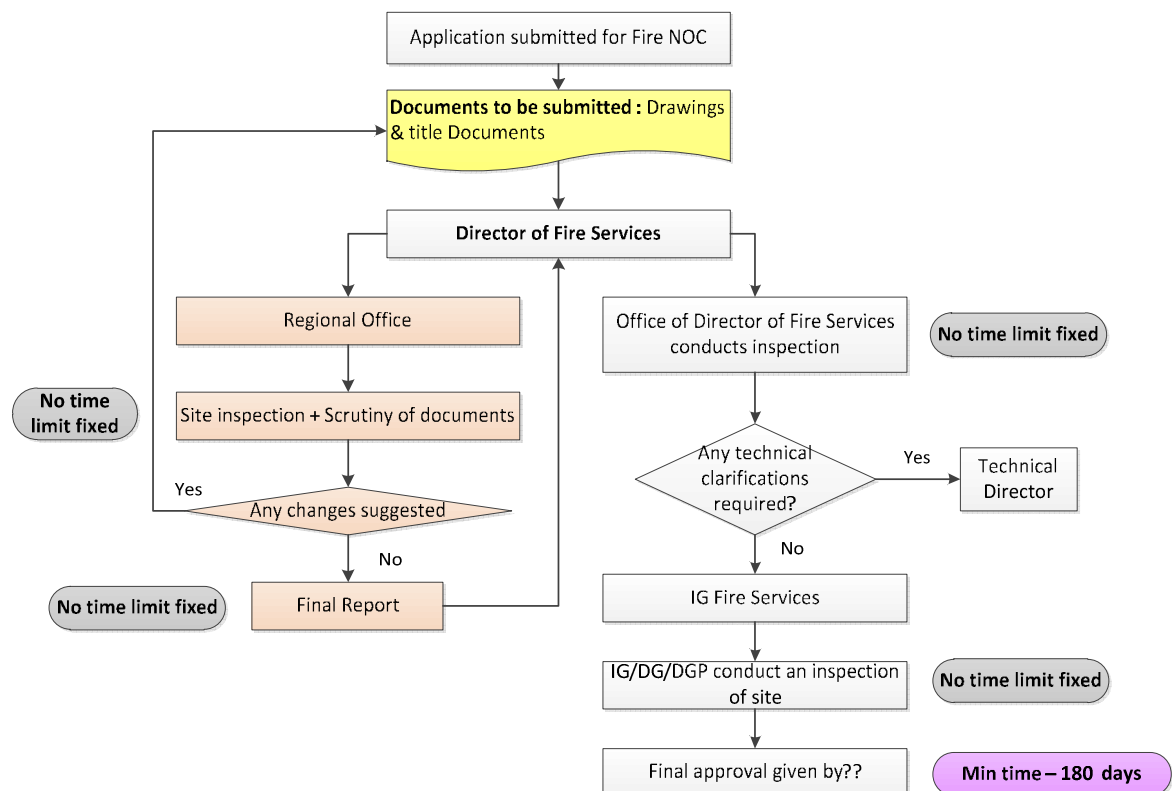 Application submitted for Fire NOC
Documents to be submitted : Drawings
& title Documents
Director of Fire Services
Regional Office
Office of Director of Fire Services
conducts inspection
No time limit fixed
No time
limit fixed
Site inspection + Scrutiny of documents
Any technical
clarifications
required?
Yes
Technical
Director
Yes
Any changes suggested
No
No
No time limit fixed
Final Report
IG Fire Services
IG/DG/DGP conduct an inspection
of site
No time limit fixed
Final approval given by??
Min time – 180 days